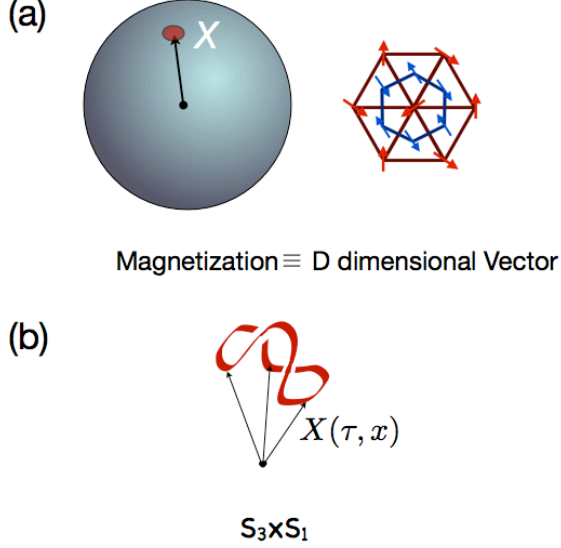 (a)
X
Magnetization ≡ D dimensional Vector
(b)
X(τ, x)
S₃xS₁